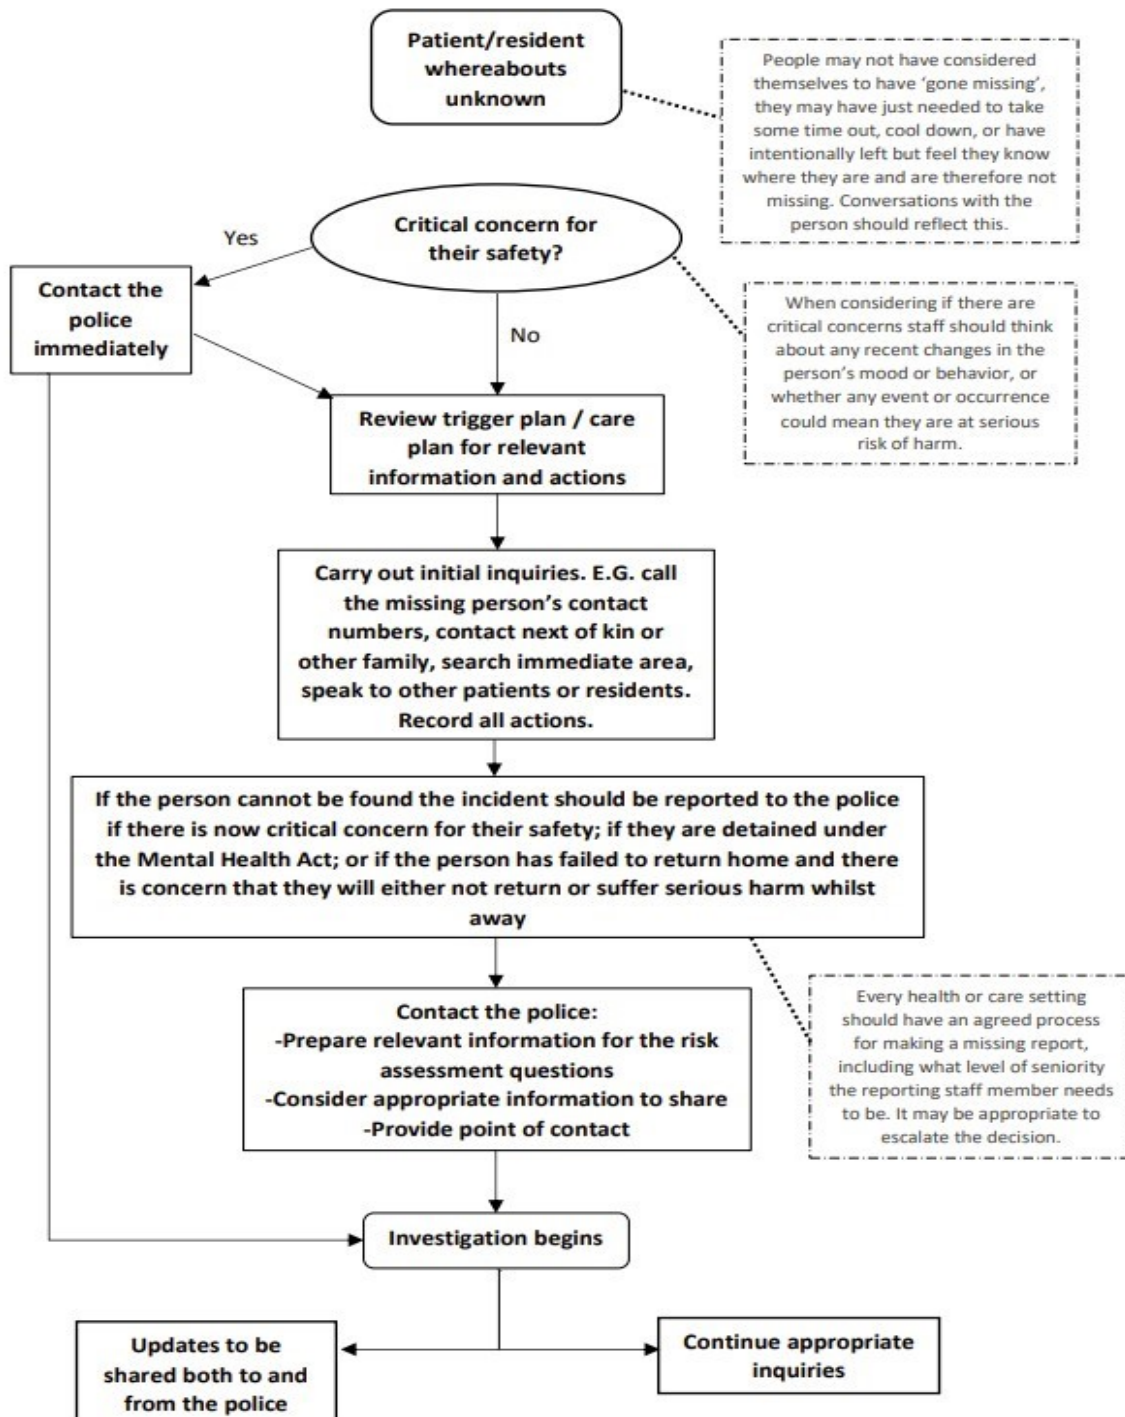 Patient/resident
whereabouts
unknown
People may not have considered
themselves to have ‘gone missing’,
they may have just needed to take
some time out, cool down, or have
intentionally left but feel they know
where they are and are therefore not
missing. Conversations with the
person should reflect this.
Critical concern for
their safety?
Yes
No
Contact the
police
immediately
When considering if there are
critical concerns staff should think
about any recent changes in the
person’s mood or behavior, or
whether any event or occurrence
could mean they are at serious
risk of harm.
Review trigger plan / care
plan for relevant
information and actions
Carry out initial inquiries. E.G. call
the missing person’s contact
numbers, contact next of kin or
other family, search immediate area,
speak to other patients or residents.
Record all actions.
If the person cannot be found the incident should be reported to the police
if there is now critical concern for their safety; if they are detained under
the Mental Health Act; or if the person has failed to return home and there
is concern that they will either not return or suffer serious harm whilst
away
Contact the police:
-Prepare relevant information for the risk
assessment questions
-Consider appropriate information to share
-Provide point of contact
Every health or care setting
should have an agreed process
for making a missing report,
including what level of seniority
the reporting staff member needs
to be. It may be appropriate to
escalate the decision.
Investigation begins
Updates to be
shared both to and
from the police
Continue appropriate
inquiries